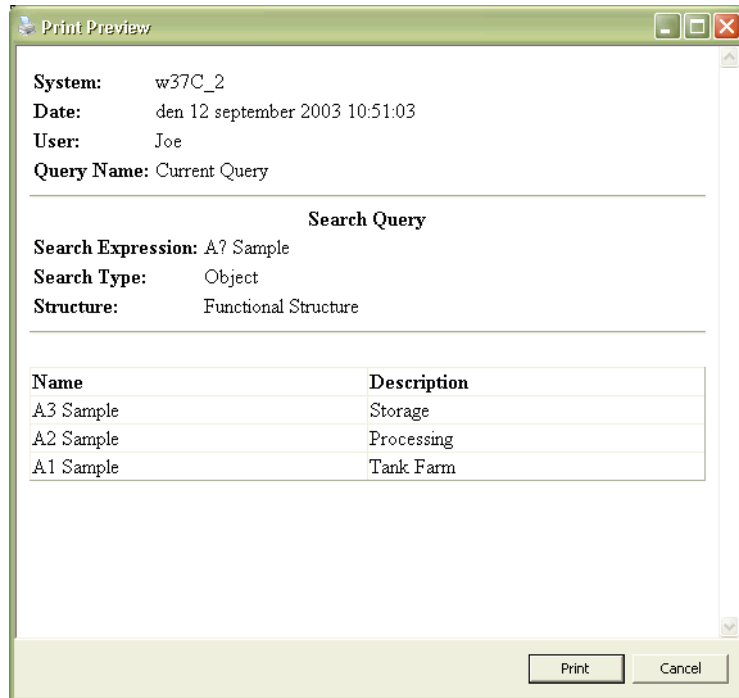 Print Preview
System: w37C_2
Date: den 12 september 2003 10:51:03
User: Joe
Query Name: Current Query
Search Query
Search Expression: A? Sample
Search Type: Object
Structure: Functional Structure
Name Description
A3 Sample Storage
A2 Sample Processing
A1 Sample Tank Farm
Print Cancel